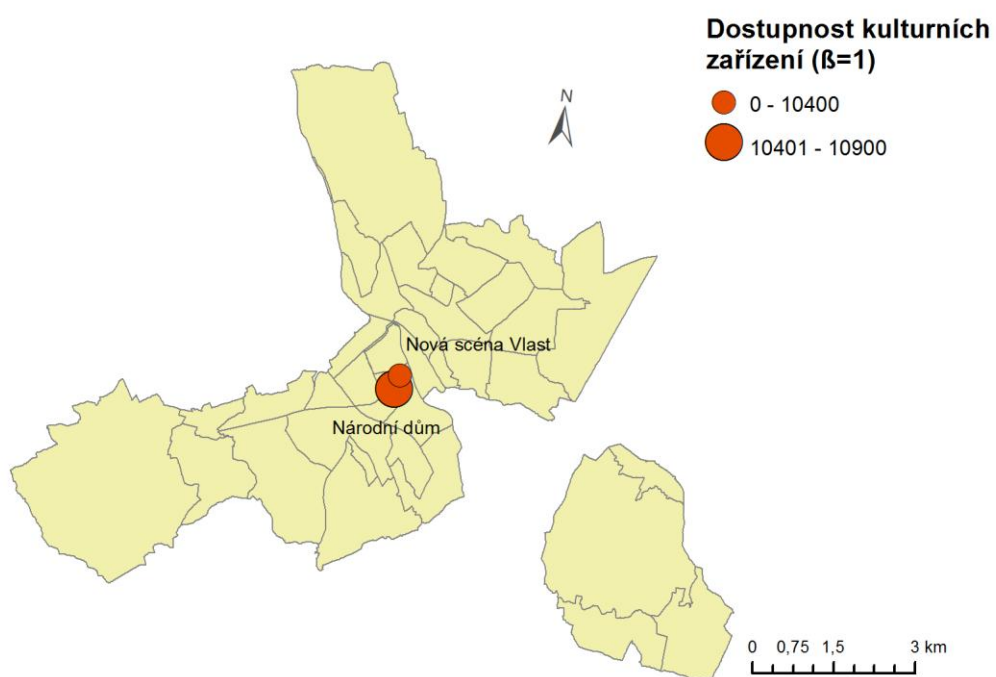 Dostupnost kulturních
zařízení (ß=1)
0 - 10400
10401 - 10900
N
Nová scéna Vlast
Národní dům
0 0,75 1,5 3 km